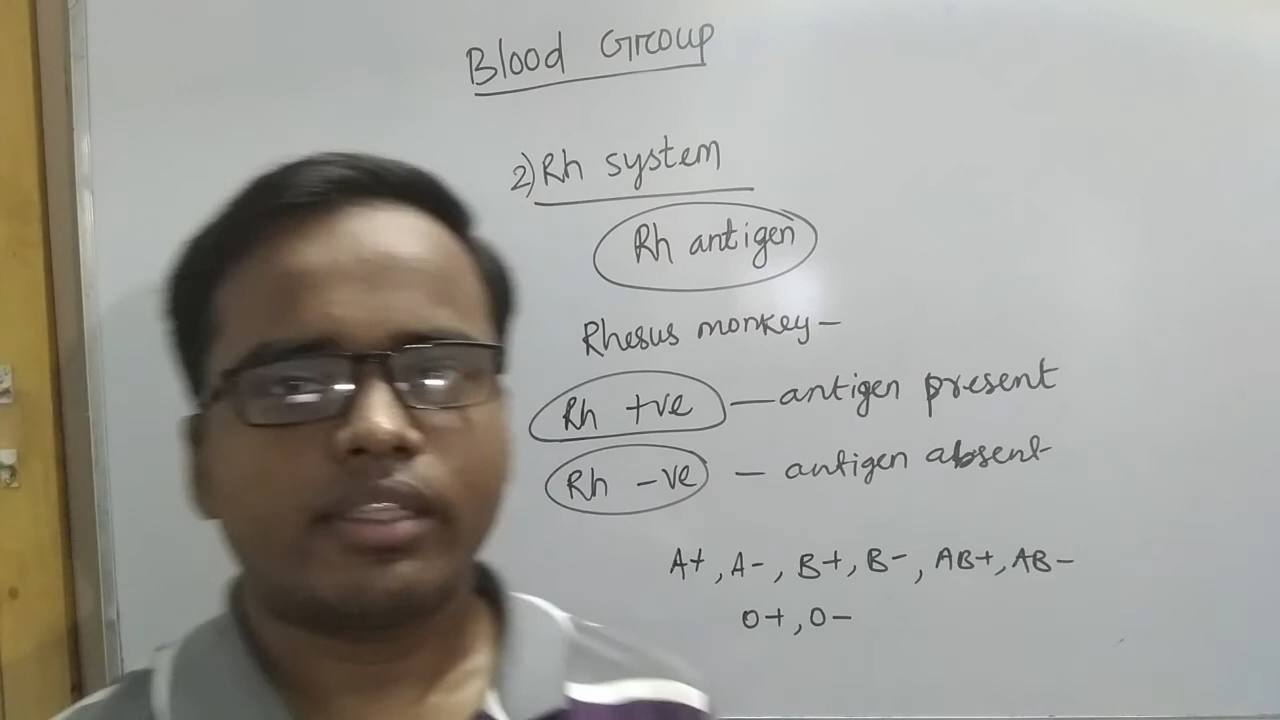 Blood Group
2) Rh system
Rh antigen
Rhesus monkey -
Rh +ve - antigen present
Rh -ve - antigen absent
A+, A-, B+, B-, AB+, AB-
O+, O-